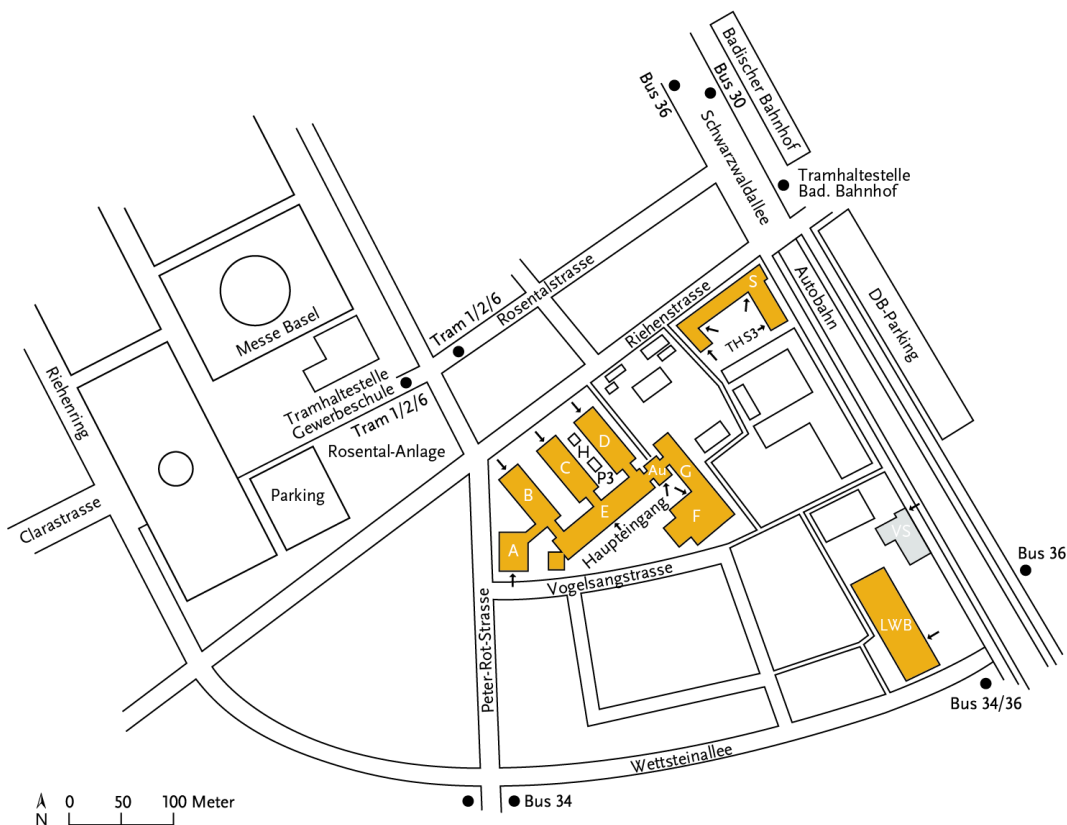 Badischer Bahnhof
Bus 36
Bus 30
Schwarzwaldallee
Tramhaltestelle
Bad. Bahnhof
Rosentalstrasse
Tram 1/2/6
Riehenstrasse
S
Autobahn
DB-Parking
TH S3
Messe Basel
Riehenring
Tramhaltestelle
Gewerbeschule
Tram 1/2/6
Rosental-Anlage
Parking
Clarastrasse
D
H
C
P3
Au
G
B
E
F
A
Haupteingang
VS
Bus 36
Vogelsangstrasse
LWB
Peter-Rot-Strasse
Bus 34/36
Wettsteinallee
Bus 34
N
0 50 100 Meter